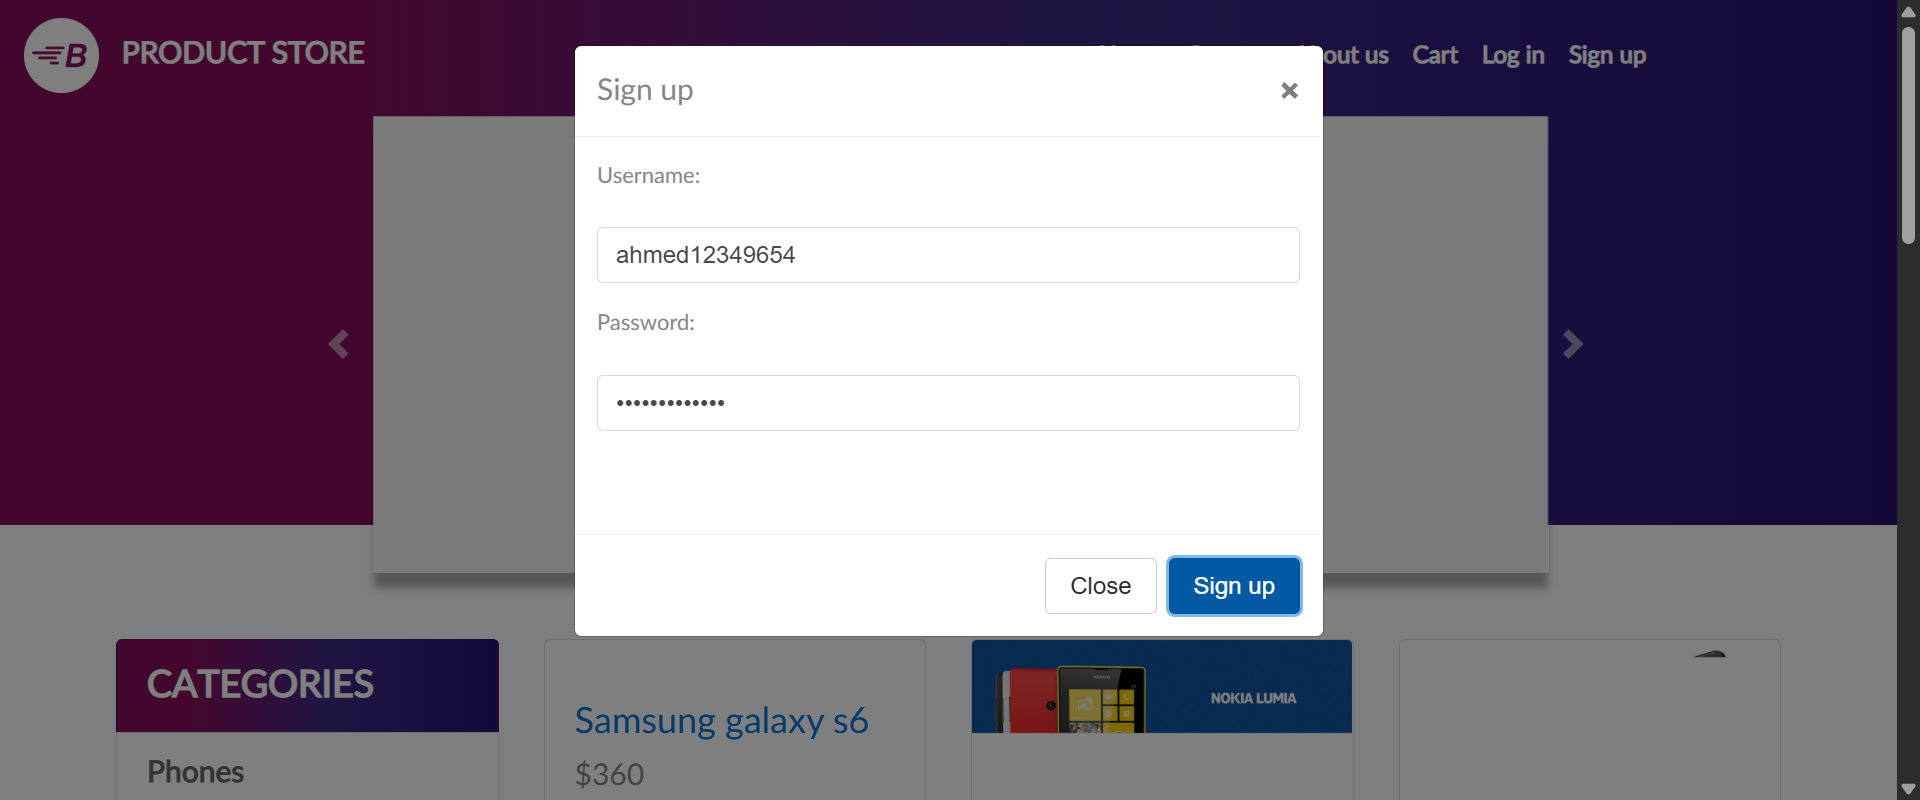 B PRODUCT STORE
out us Cart Log in Sign up
Sign up
×
Username:
ahmed12349654
Password:
•••••••••••••
Close Sign up
CATEGORIES
Phones
Samsung galaxy s6
$360
NOKIA LUMIA